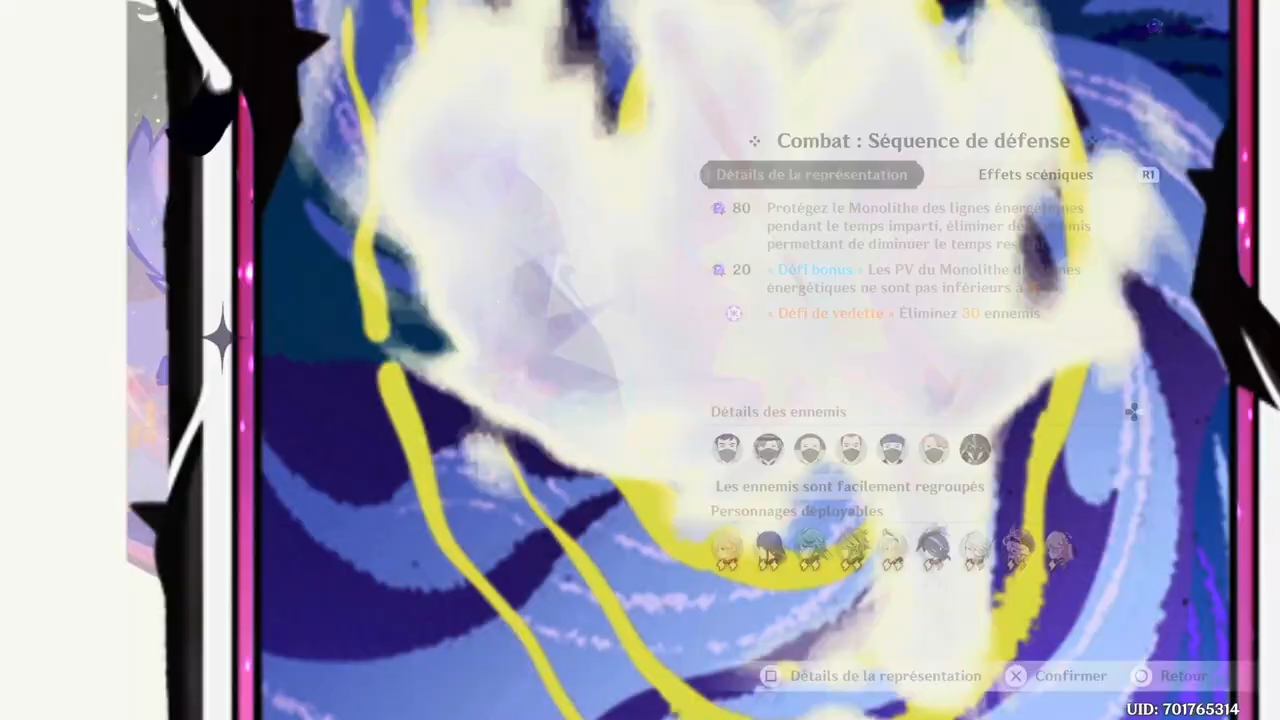 Combat : Séquence de défense
Détails de la représentation
Effets scéniques
R1
80 Protégez le Monolithe des lignes énergétiques
pendant le temps imparti, éliminer des ennemis
permettant de diminuer le temps restant
20 « Défi bonus » Les PV du Monolithe des lignes
énergétiques ne sont pas inférieurs à
« Défi de vedette » Éliminez 30 ennemis
Détails des ennemis
Les ennemis sont facilement regroupés
Personnages déployables
Détails de la représentation
Confirmer
Retour
UID: 701765314